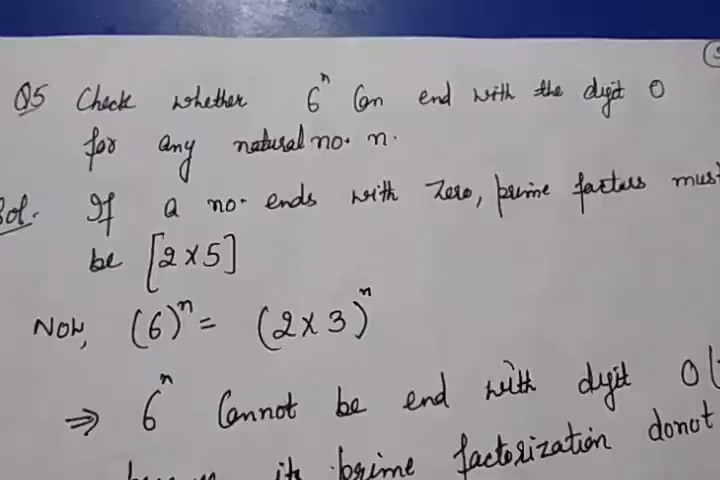 Q5 Check whether 6ⁿ Can end with the digit 0
for any natural no. n.
Sol. If a no. ends with Zero, prime factors must
be [2 × 5]
Now, (6)ⁿ = (2 × 3)ⁿ
⇒ 6ⁿ Cannot be end with digit 0
its prime factorization donot